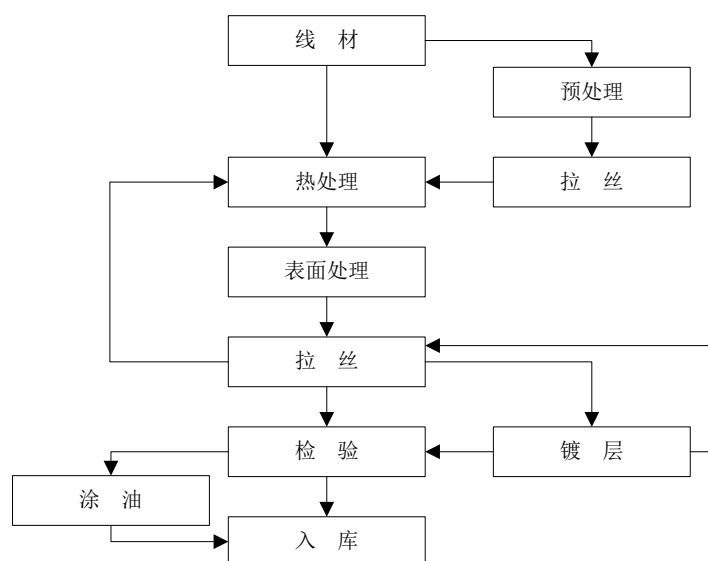 线 材
预处理
热处理
拉 丝
表面处理
拉 丝
检 验
镀 层
涂 油
入 库